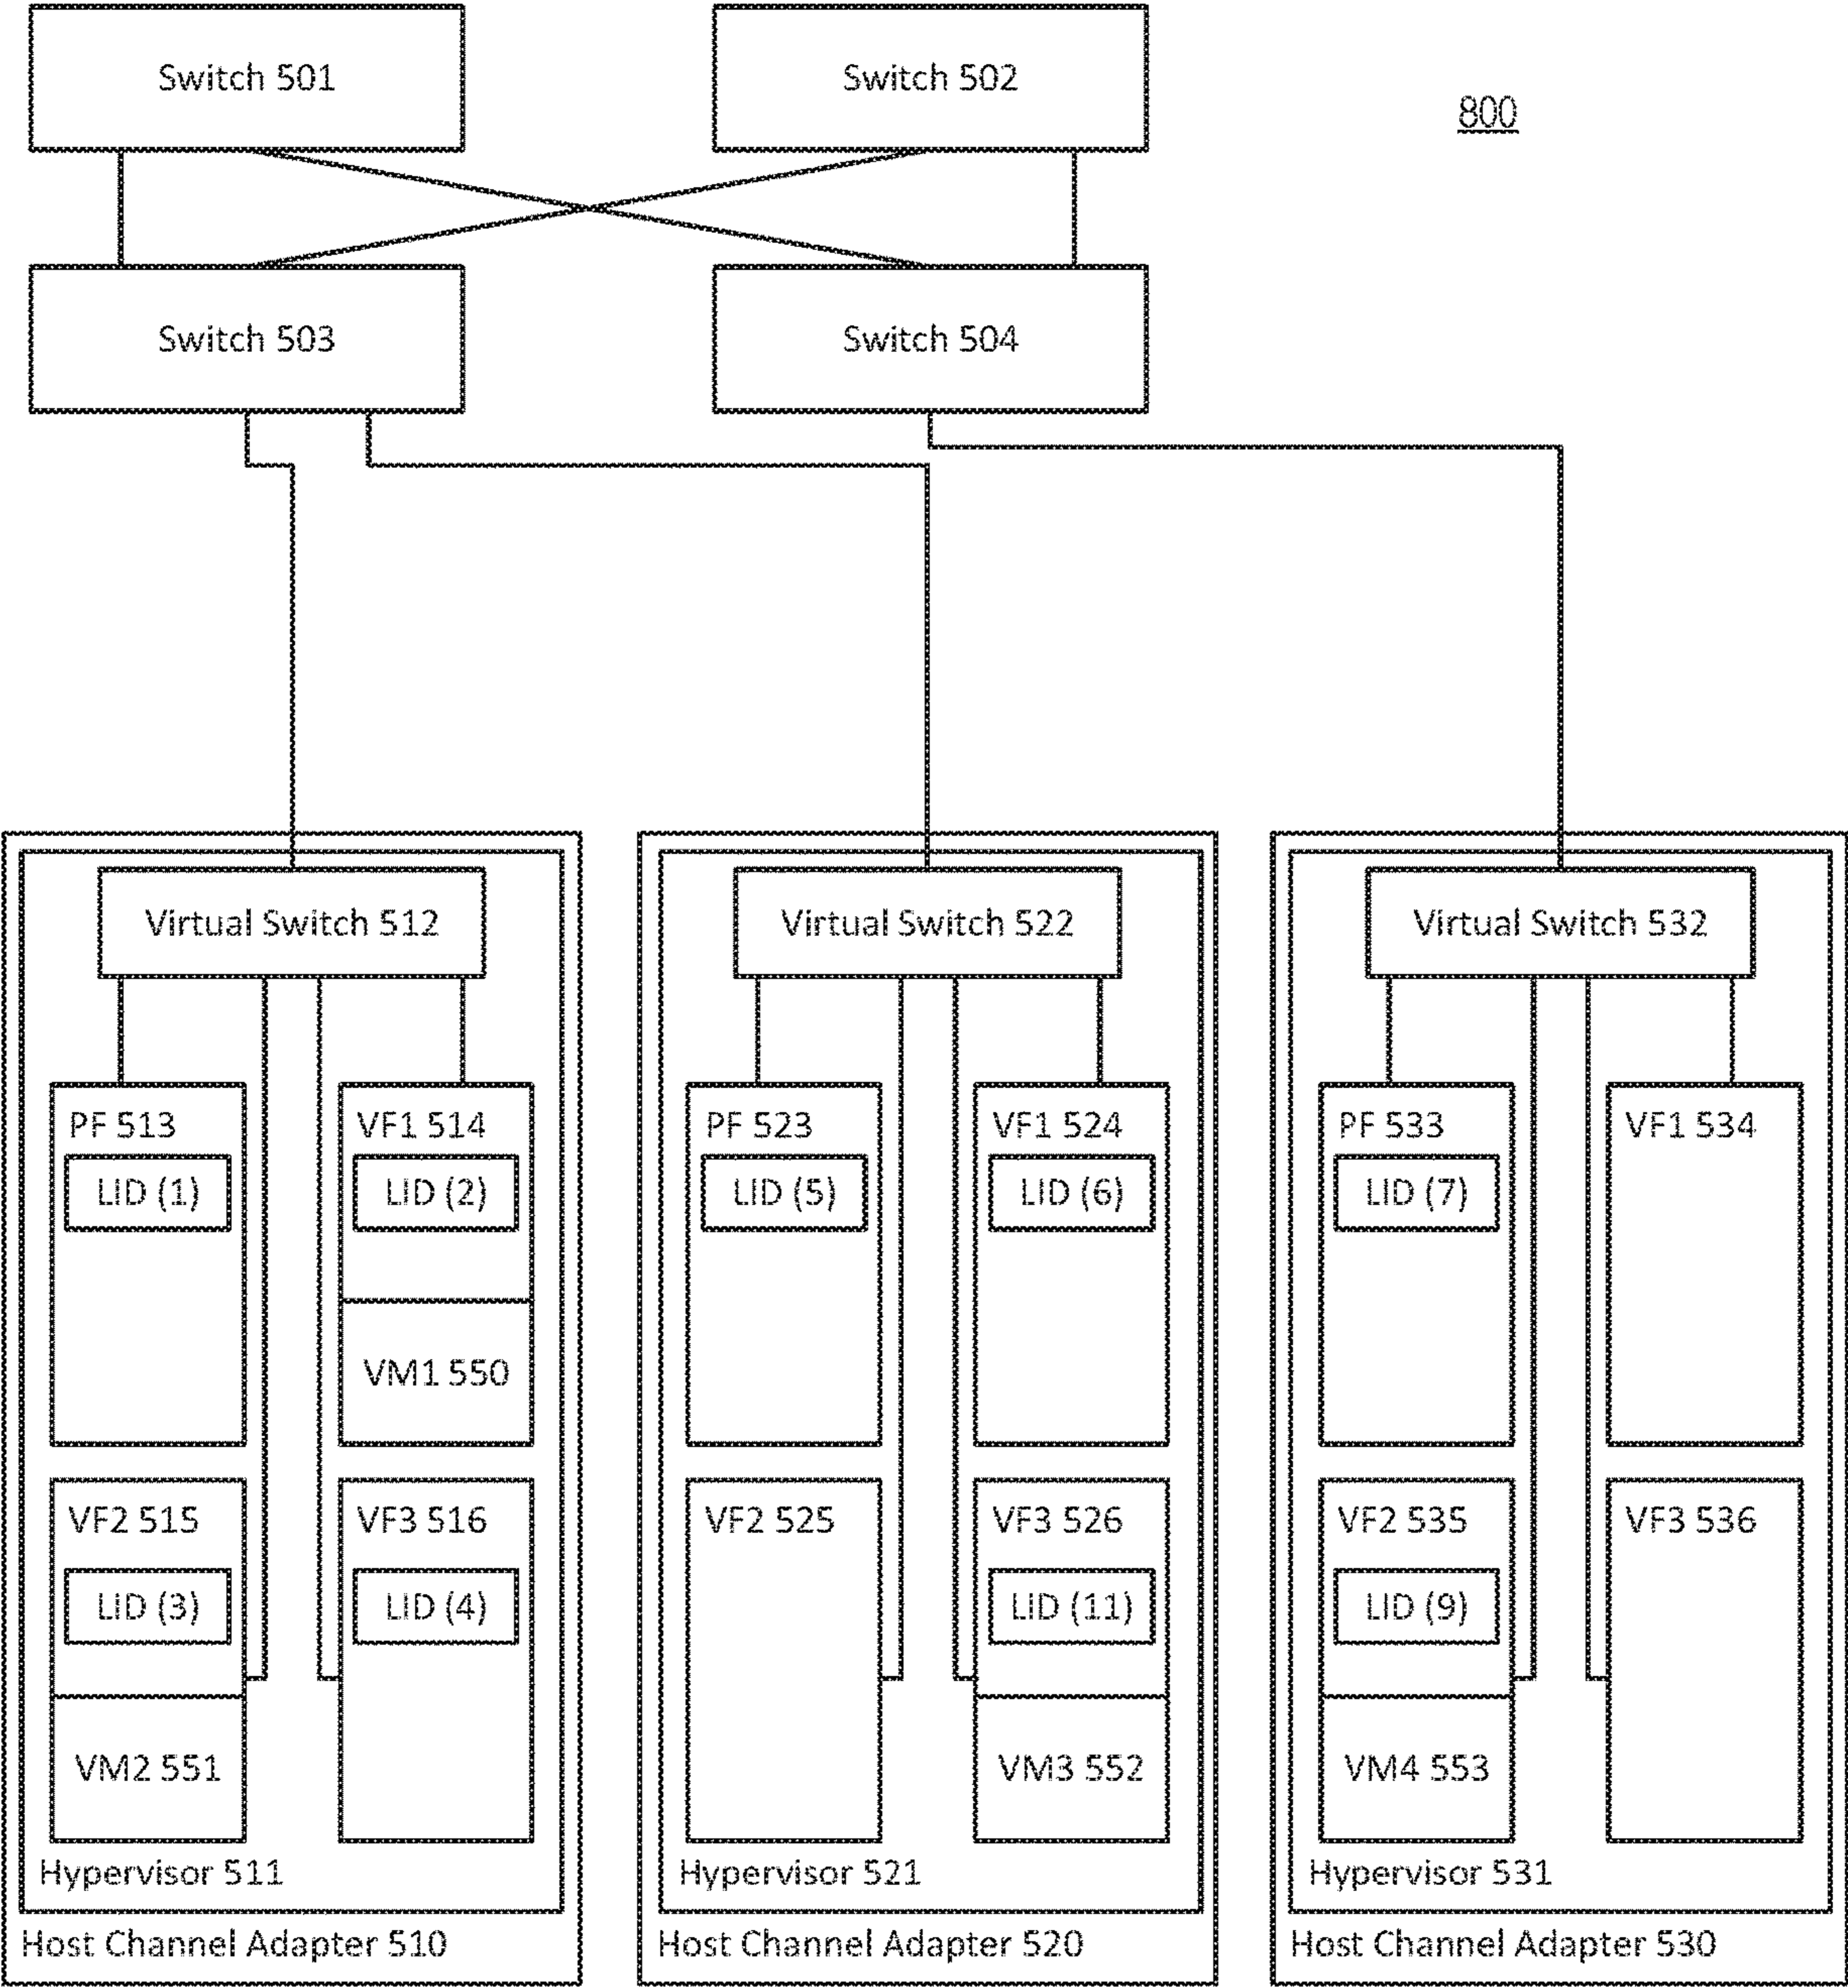 Switch 501
Switch 502
800
Switch 503
Switch 504
Virtual Switch 512
Virtual Switch 522
Virtual Switch 532
PF 513
LID (1)
VF1 514
LID (2)
VM1 550
VF2 515
LID (3)
VM2 551
VF3 516
LID (4)
Hypervisor 511
Host Channel Adapter 510
PF 523
LID (5)
VF1 524
LID (6)
VF2 525
VF3 526
LID (11)
VM3 552
Hypervisor 521
Host Channel Adapter 520
PF 533
LID (7)
VF1 534
VF2 535
LID (9)
VM4 553
VF3 536
Hypervisor 531
Host Channel Adapter 530